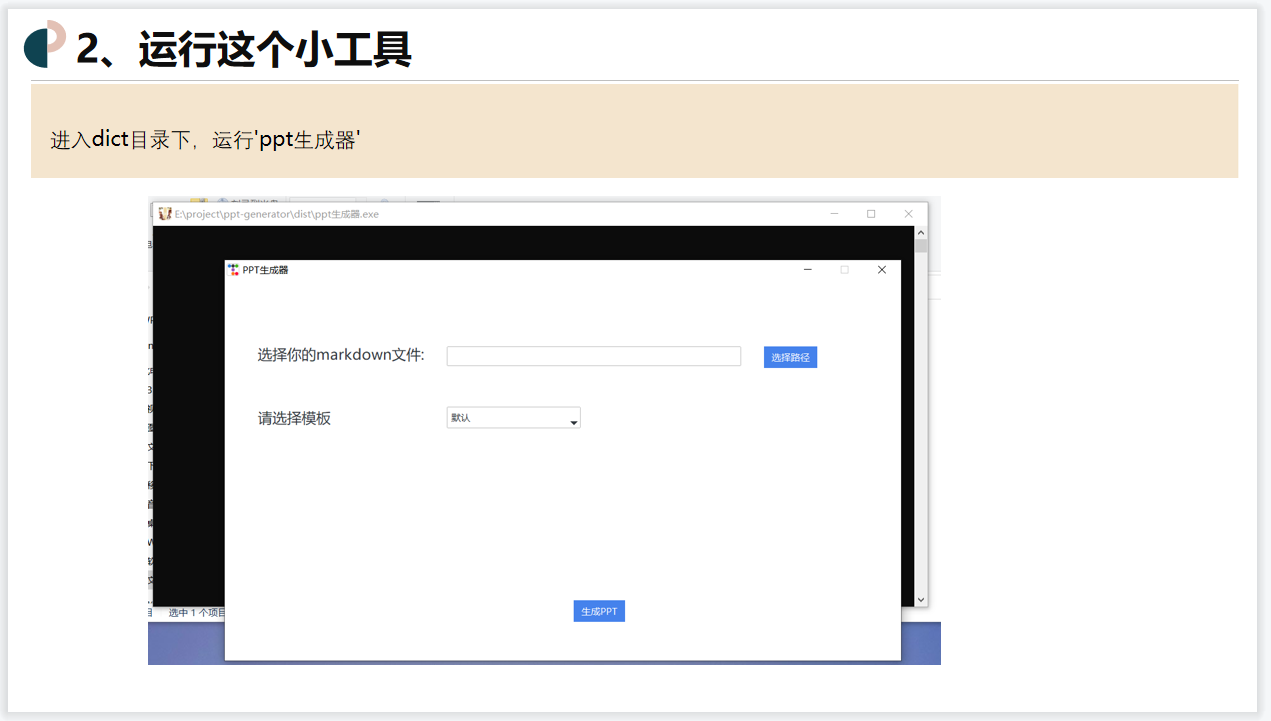 2、运行这个小工具
进入dict目录下，运行'ppt生成器'
E:\project\ppt-generator\dist\ppt生成器.exe
PPT生成器
选择你的markdown文件:
选择路径
请选择模板
默认
生成PPT
选中 1 个项目